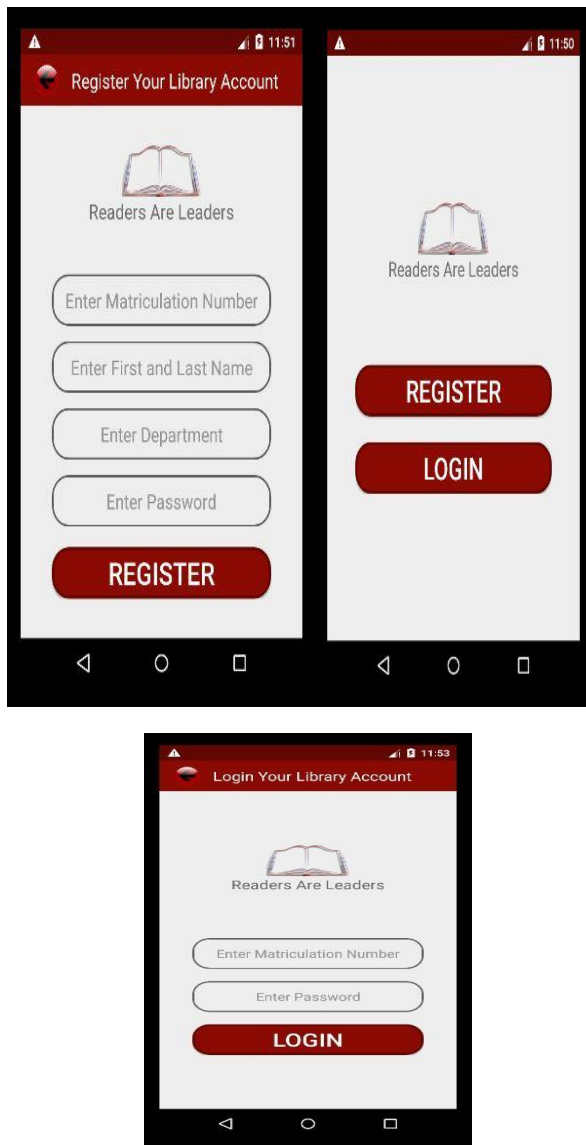 11:51
Register Your Library Account
Readers Are Leaders
Enter Matriculation Number
Enter First and Last Name
Enter Department
Enter Password
REGISTER
11:50
Readers Are Leaders
REGISTER
LOGIN
11:53
Login Your Library Account
Readers Are Leaders
Enter Matriculation Number
Enter Password
LOGIN